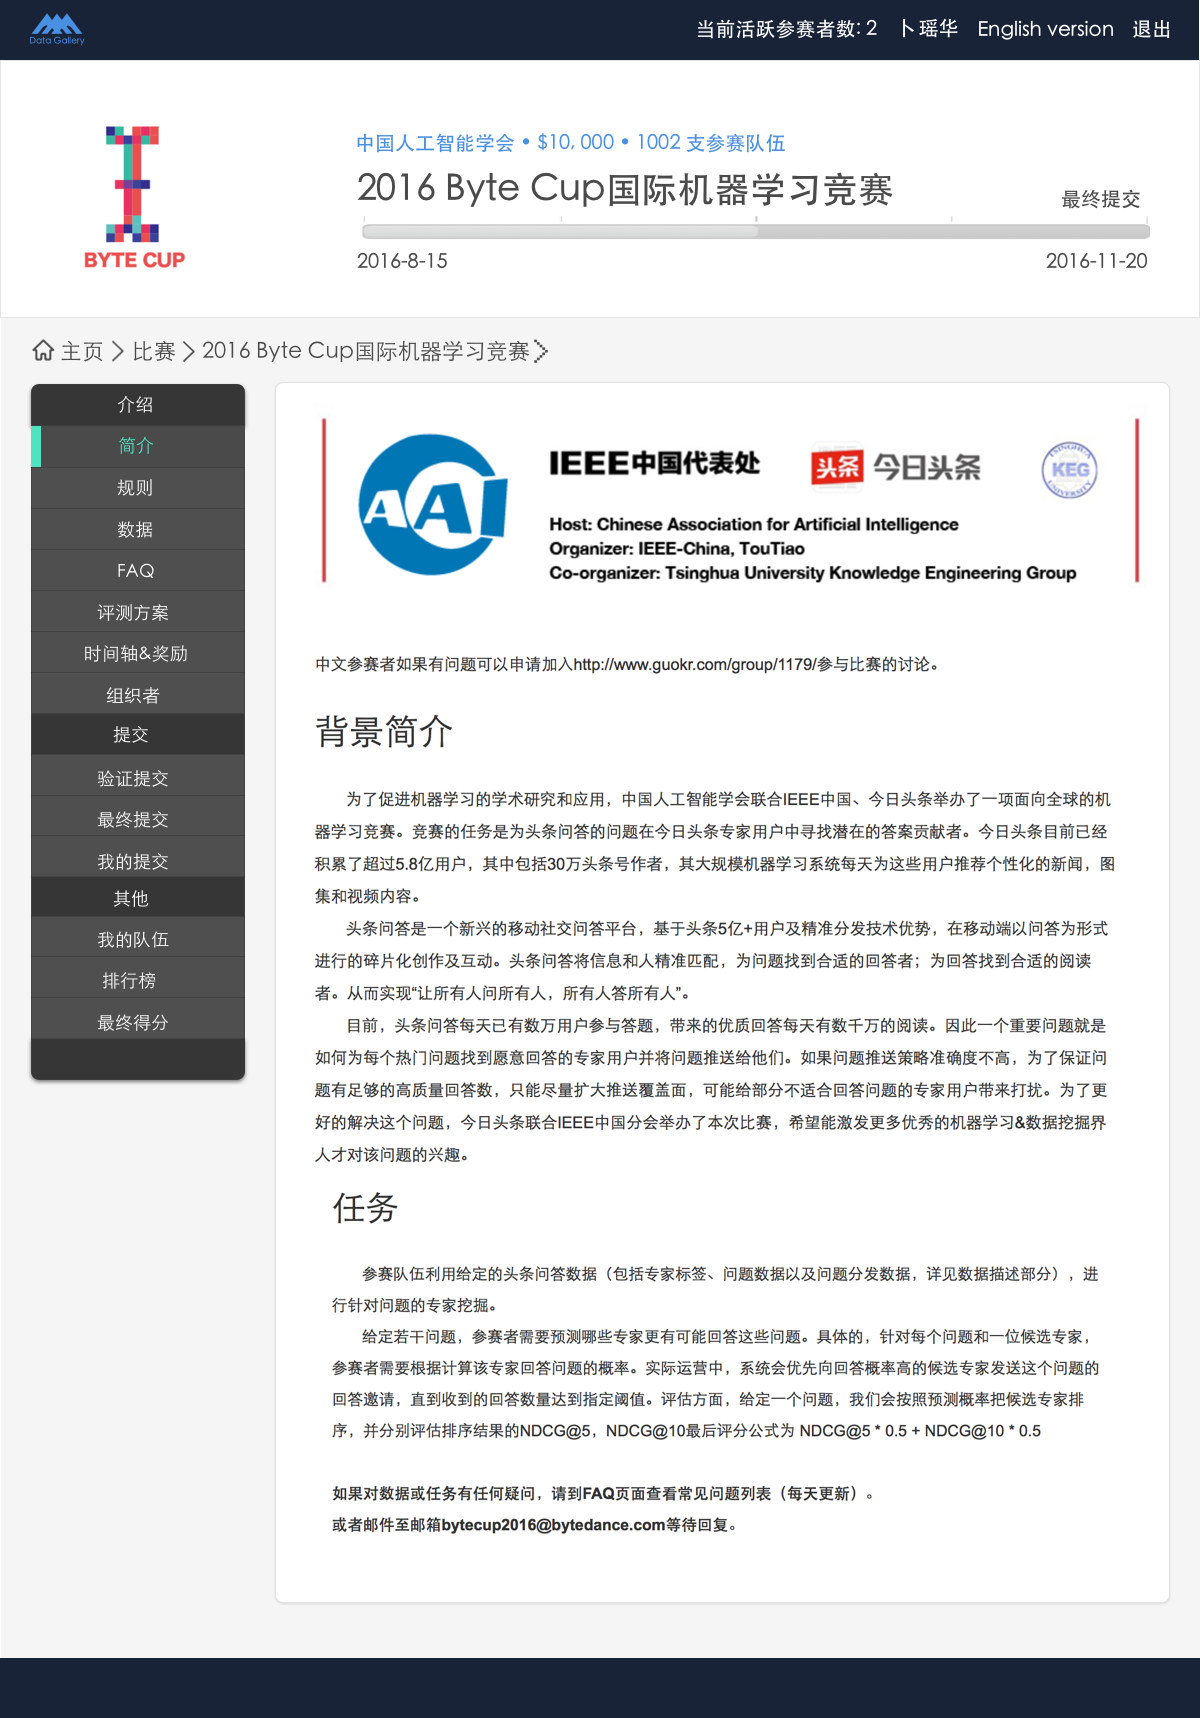 Data Gallery
当前活跃参赛者数: 2 卜瑶华 English version 退出
BYTE CUP
中国人工智能学会 • $10,000 • 1002 支参赛队伍
2016 Byte Cup国际机器学习竞赛
最终提交
2016-8-15
2016-11-20
主页 > 比赛 > 2016 Byte Cup国际机器学习竞赛 >
介绍
简介
规则
数据
FAQ
评测方案
时间轴&奖励
组织者
提交
验证提交
最终提交
我的提交
其他
我的队伍
排行榜
最终得分
AAI
IEEE中国代表处
头条 今日头条
TSINGHUA KEG UNIVERSITY
Host: Chinese Association for Artificial Intelligence
Organizer: IEEE-China, TouTiao
Co-organizer: Tsinghua University Knowledge Engineering Group
中文参赛者如果有问题可以申请加入http://www.guokr.com/group/1179/参与比赛的讨论。
背景简介
为了促进机器学习的学术研究和应用，中国人工智能学会联合IEEE中国、今日头条举办了一项面向全球的机
器学习竞赛。竞赛的任务是为头条问答的问题在今日头条专家用户中寻找潜在的答案贡献者。今日头条目前已经
积累了超过5.8亿用户，其中包括30万头条号作者，其大规模机器学习系统每天为这些用户推荐个性化的新闻，图
集和视频内容。
头条问答是一个新兴的移动社交问答平台，基于头条5亿+用户及精准分发技术优势，在移动端以问答为形式
进行的碎片化创作及互动。头条问答将信息和人精准匹配，为问题找到合适的回答者；为回答找到合适的阅读
者。从而实现“让所有人问所有人，所有人答所有人”。
目前，头条问答每天已有数万用户参与答题，带来的优质回答每天有数千万的阅读。因此一个重要问题就是
如何为每个热门问题找到愿意回答的专家用户并将问题推送给他们。如果问题推送策略准确度不高，为了保证问
题有足够的高质量回答数，只能尽量扩大推送覆盖面，可能给部分不适合回答问题的专家用户带来打扰。为了更
好的解决这个问题，今日头条联合IEEE中国分会举办了本次比赛，希望能激发更多优秀的机器学习&数据挖掘界
人才对该问题的兴趣。
任务
参赛队伍利用给定的头条问答数据（包括专家标签、问题数据以及问题分发数据，详见数据描述部分），进
行针对问题的专家挖掘。
给定若干问题，参赛者需要预测哪些专家更有可能回答这些问题。具体的，针对每个问题和一位候选专家，
参赛者需要根据计算该专家回答问题的概率。实际运营中，系统会优先向回答概率高的候选专家发送这个问题的
回答邀请，直到收到的回答数量达到指定阈值。评估方面，给定一个问题，我们会按照预测概率把候选专家排
序，并分别评估排序结果的NDCG@5，NDCG@10最后评分公式为 NDCG@5 * 0.5 + NDCG@10 * 0.5
如果对数据或任务有任何疑问，请到FAQ页面查看常见问题列表（每天更新）。
或者邮件至邮箱bytecup2016@bytedance.com等待回复。